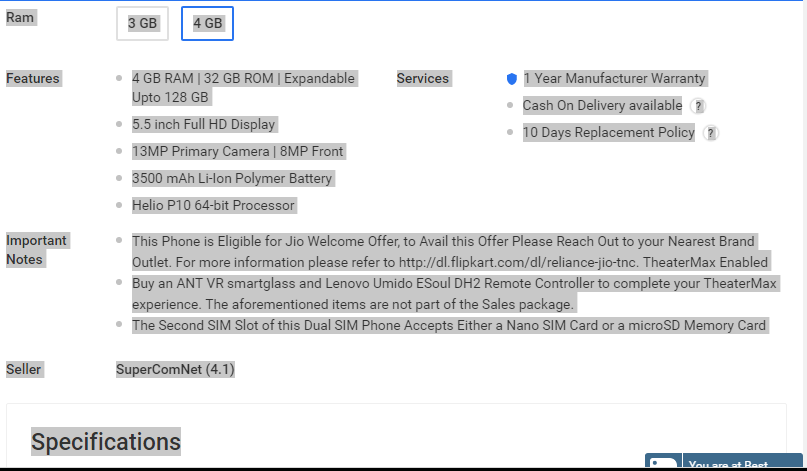 Ram 3 GB 4 GB
Features
4 GB RAM | 32 GB ROM | Expandable
Upto 128 GB
5.5 inch Full HD Display
13MP Primary Camera | 8MP Front
3500 mAh Li-Ion Polymer Battery
Helio P10 64-bit Processor
Services
1 Year Manufacturer Warranty
Cash On Delivery available ?
10 Days Replacement Policy ?
Important
Notes
This Phone is Eligible for Jio Welcome Offer, to Avail this Offer Please Reach Out to your Nearest Brand
Outlet. For more information please refer to http://dl.flipkart.com/dl/reliance-jio-tnc. TheaterMax Enabled
Buy an ANT VR smartglass and Lenovo Umido ESoul DH2 Remote Controller to complete your TheaterMax
experience. The aforementioned items are not part of the Sales package.
The Second SIM Slot of this Dual SIM Phone Accepts Either a Nano SIM Card or a microSD Memory Card
Seller SuperComNet (4.1)
Specifications
You are at Best